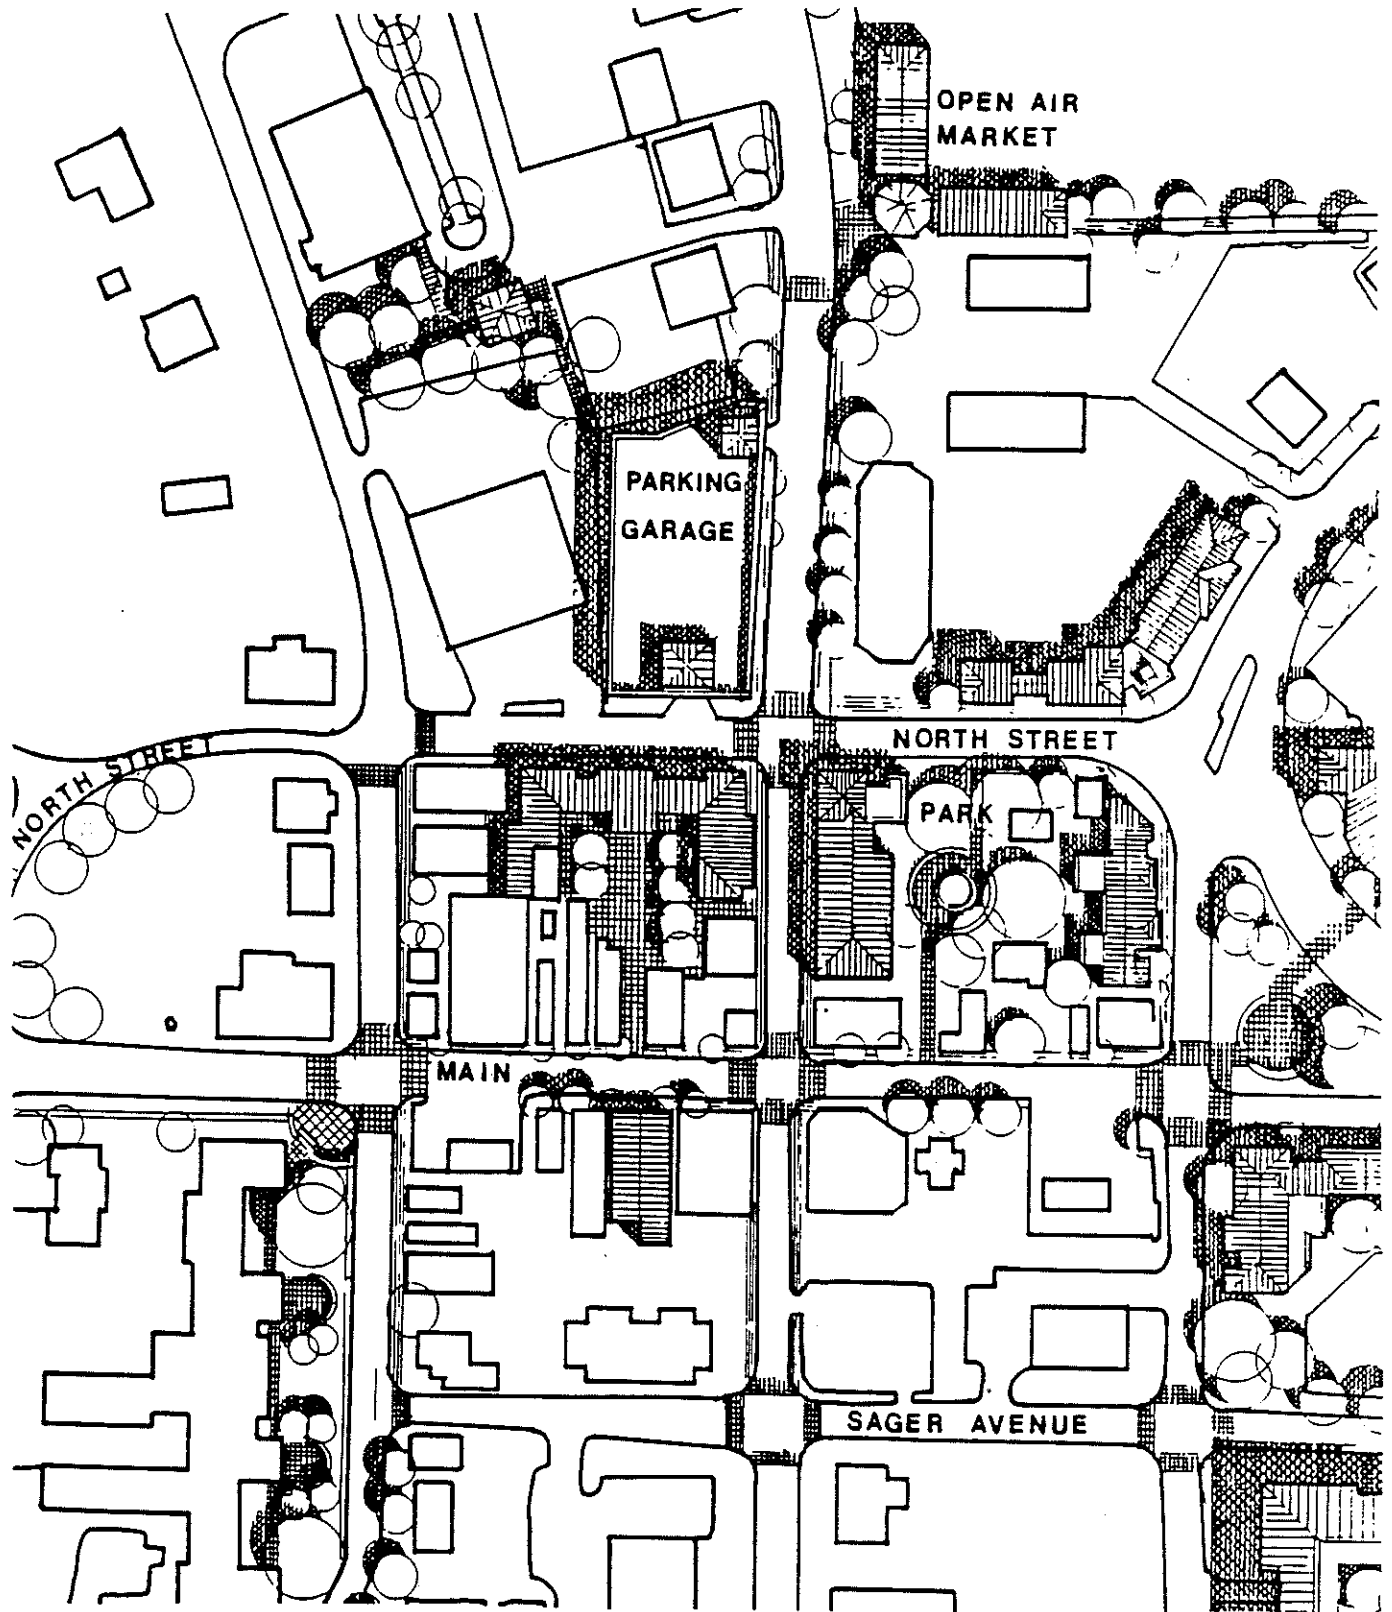 OPEN AIR
MARKET
PARKING
GARAGE
NORTH STREET
NORTH STREET
PARK
MAIN
SAGER AVENUE